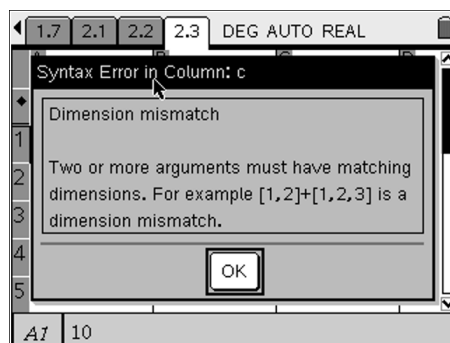 1.7 2.1 2.2 2.3 DEG AUTO REAL
Syntax Error in Column: c
Dimension mismatch
1
Two or more arguments must have matching
2
dimensions. For example [1,2]+[1,2,3] is a
3
dimension mismatch.
4
OK
5
A1 10